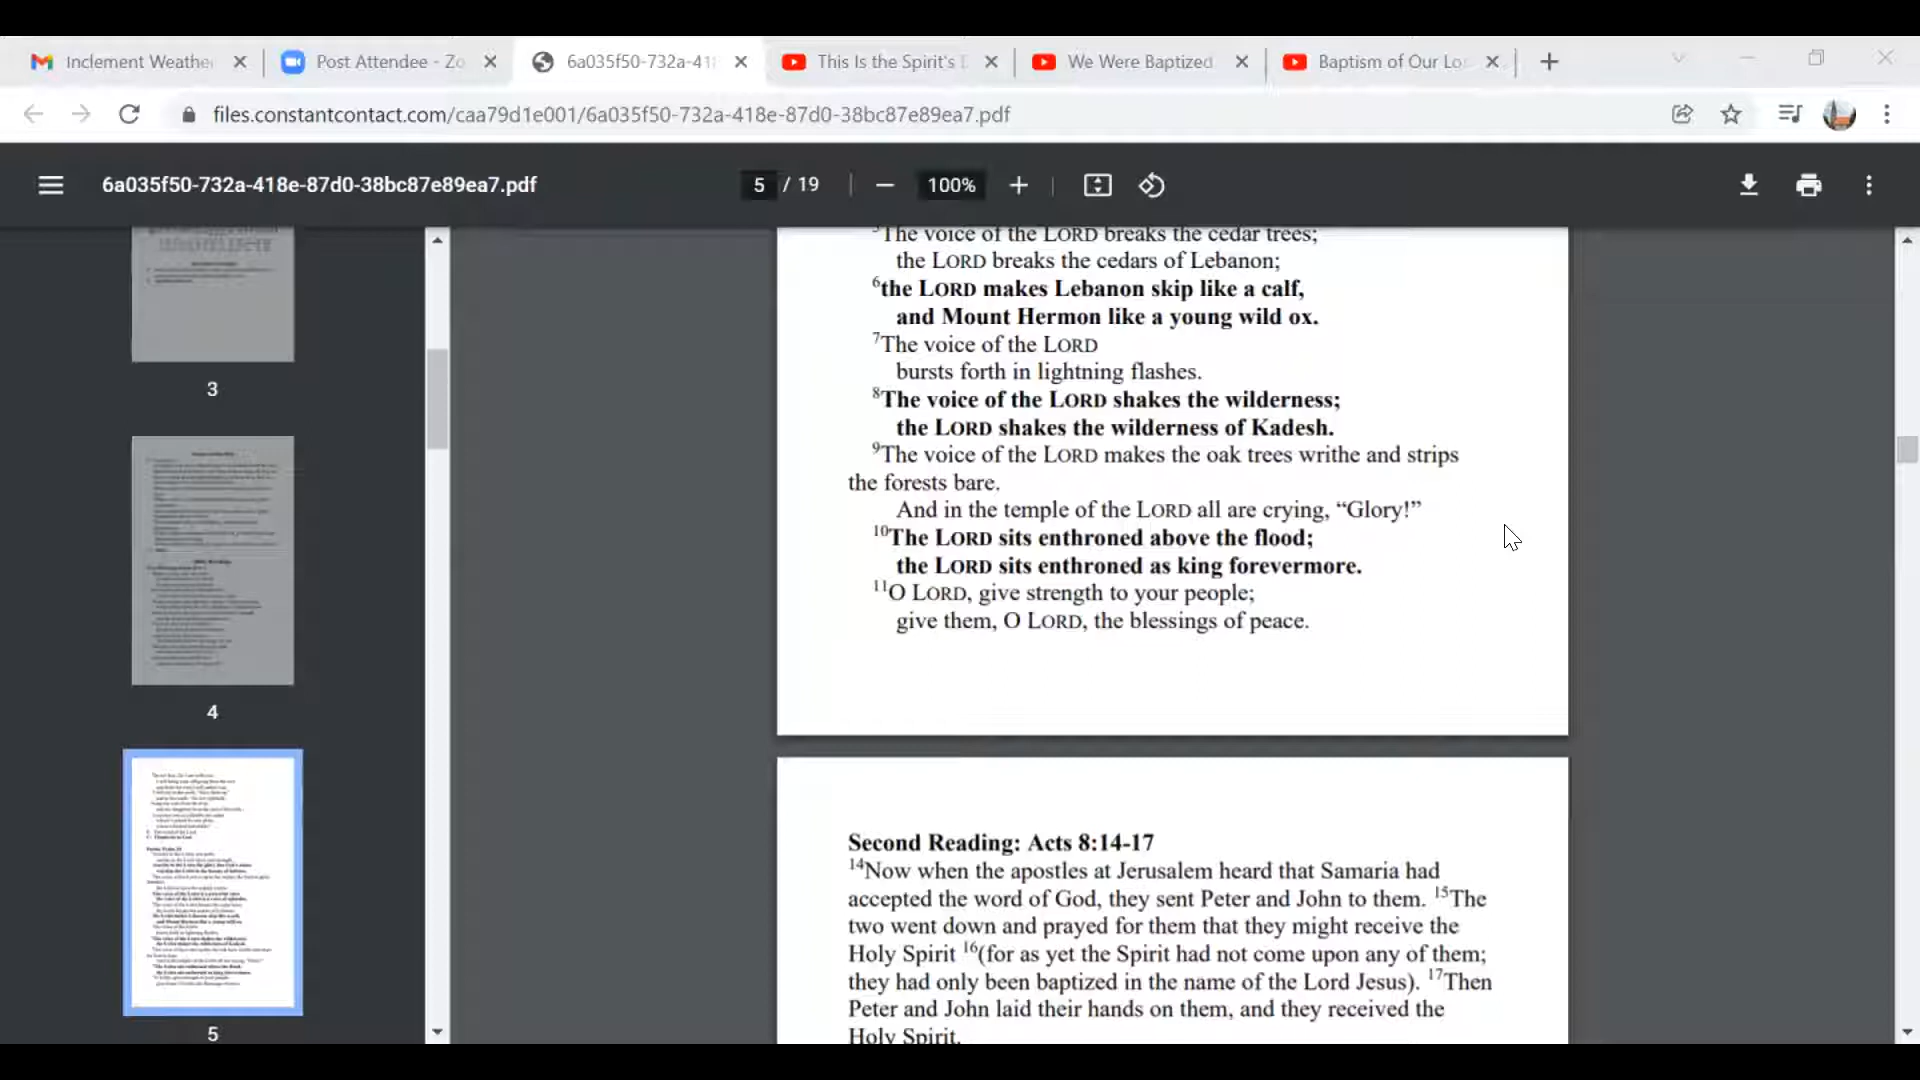 Inclement Weather
Post Attendee - Zo
6a035f50-732a-41
This Is the Spirit's
We Were Baptized
Baptism of Our Lo
files.constantcontact.com/caa79d1e001/6a035f50-732a-418e-87d0-38bc87e89ea7.pdf
6a035f50-732a-418e-87d0-38bc87e89ea7.pdf
5 / 19
100%
3
4
5
5The voice of the LORD breaks the cedar trees;
the LORD breaks the cedars of Lebanon;
6the LORD makes Lebanon skip like a calf,
and Mount Hermon like a young wild ox.
7The voice of the LORD
bursts forth in lightning flashes.
8The voice of the LORD shakes the wilderness;
the LORD shakes the wilderness of Kadesh.
9The voice of the LORD makes the oak trees writhe and strips
the forests bare.
And in the temple of the LORD all are crying, “Glory!”
10The LORD sits enthroned above the flood;
the LORD sits enthroned as king forevermore.
11O LORD, give strength to your people;
give them, O LORD, the blessings of peace.
Second Reading: Acts 8:14-17
14Now when the apostles at Jerusalem heard that Samaria had
accepted the word of God, they sent Peter and John to them. 15The
two went down and prayed for them that they might receive the
Holy Spirit 16(for as yet the Spirit had not come upon any of them;
they had only been baptized in the name of the Lord Jesus). 17Then
Peter and John laid their hands on them, and they received the
Holy Spirit.